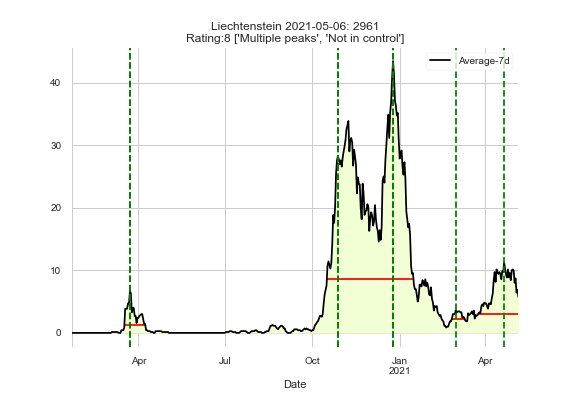 Liechtenstein 2021-05-06: 2961
Rating:8 ['Multiple peaks', 'Not in control']
Average-7d
40
30
20
10
0
Apr Jul Oct Jan Apr
2021
Date